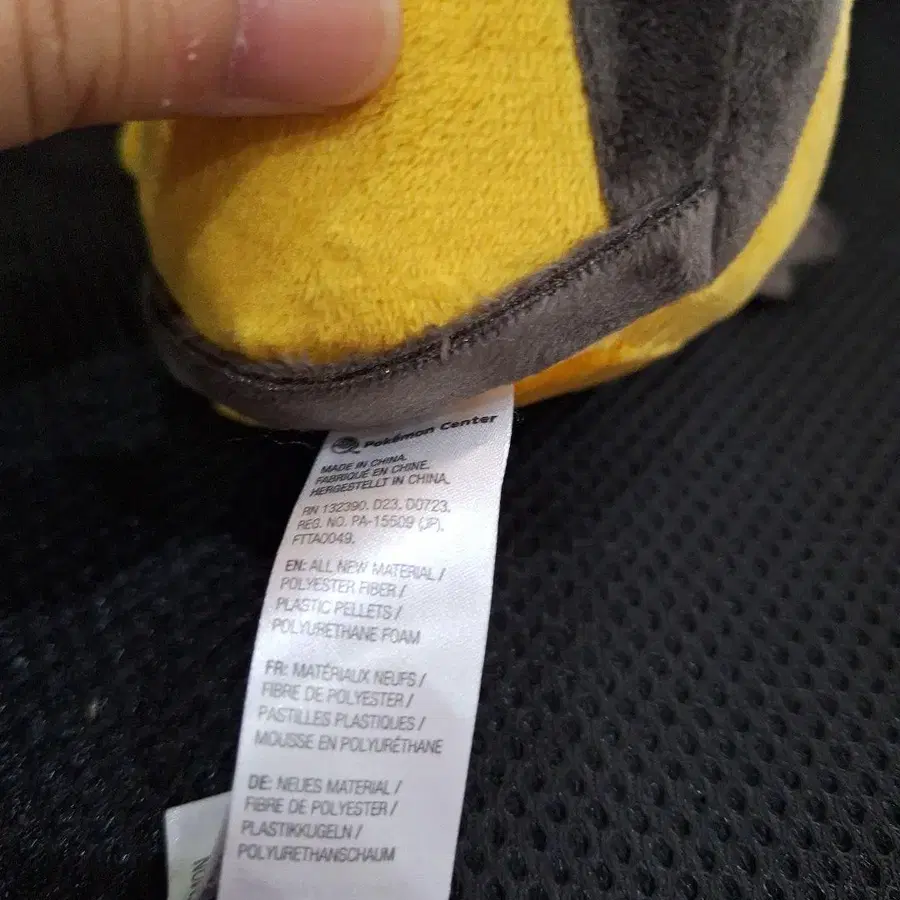 Pokémon Center
MADE IN CHINA.
FABRIQUÉ EN CHINE.
HERGESTELLT IN CHINA.
RN 132390. D23. D0723.
REG. NO. PA-15509 (JP).
FTTA0049.
EN: ALL NEW MATERIAL /
POLYESTER FIBER /
PLASTIC PELLETS /
POLYURETHANE FOAM
FR: MATÉRIAUX NEUFS /
FIBRE DE POLYESTER /
PASTILLES PLASTIQUES /
MOUSSE EN POLYURÉTHANE
DE: NEUES MATERIAL /
FIBRE DE POLYESTER /
PLASTIKKUGELN /
POLYURETHANSCHAUM